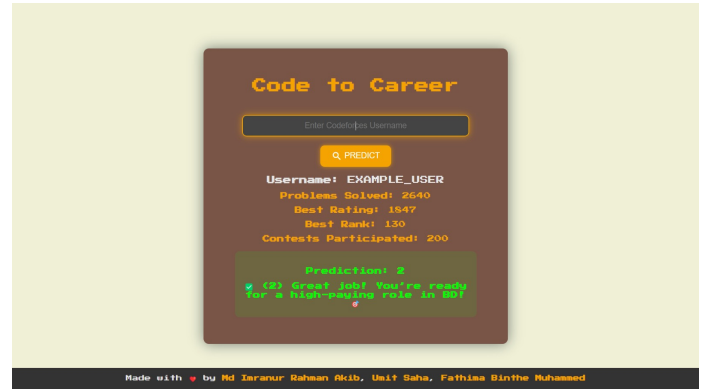 Code to Career
Enter Codeforces Username
PREDICT
Username: EXAMPLE_USER
Problems Solved: 2640
Best Rating: 1847
Best Rank: 130
Contests Participated: 200
Prediction: 2
✅ (2) Great job! You're ready
for a high-paying role in BD!
🎯
Made with ❤️ by Md Imranur Rahman Akib, Umit Saha, Fathima Binthe Muhammed